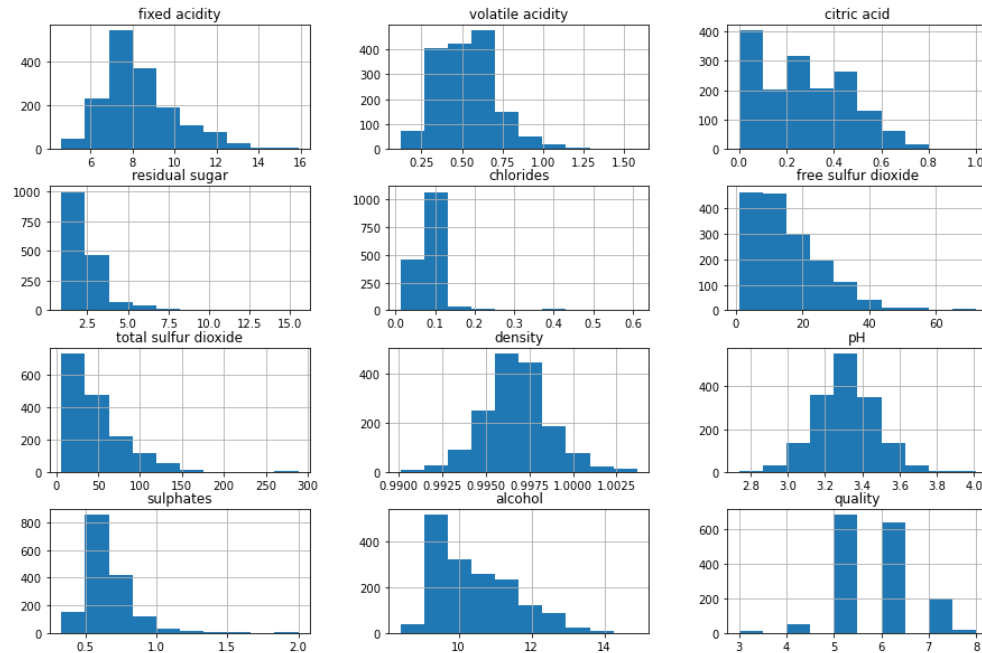 fixed acidity
400
200
0
6 8 10 12 14 16
volatile acidity
400
300
200
100
0
0.25 0.50 0.75 1.00 1.25 1.50
citric acid
400
300
200
100
0
0.0 0.2 0.4 0.6 0.8 1.0
residual sugar
1000
750
500
250
0
2.5 5.0 7.5 10.0 12.5 15.0
chlorides
1000
750
500
250
0
0.0 0.1 0.2 0.3 0.4 0.5 0.6
free sulfur dioxide
400
300
200
100
0
0 20 40 60
total sulfur dioxide
600
400
200
0
0 50 100 150 200 250 300
density
400
200
0
0.9900 0.9925 0.9950 0.9975 1.0000 1.0025
pH
400
200
0
2.8 3.0 3.2 3.4 3.6 3.8 4.0
sulphates
800
600
400
200
0
0.5 1.0 1.5 2.0
alcohol
400
200
0
10 12 14
quality
600
400
200
0
3 4 5 6 7 8